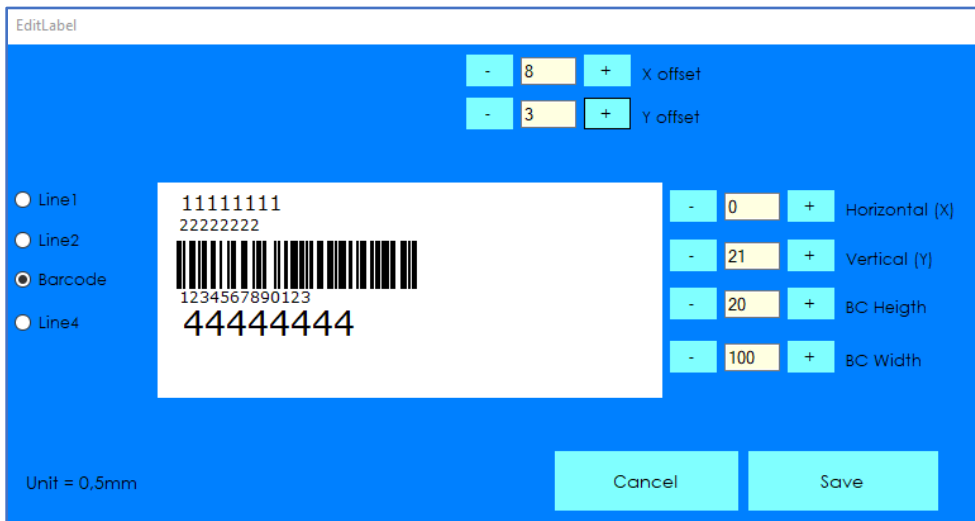 EditLabel
- 8 + X offset
- 3 + Y offset
Line1
Line2
Barcode
Line4
11111111
22222222
1234567890123
44444444
- 0 + Horizontal (X)
- 21 + Vertical (Y)
- 20 + BC Heigth
- 100 + BC Width
Unit = 0,5mm
Cancel
Save